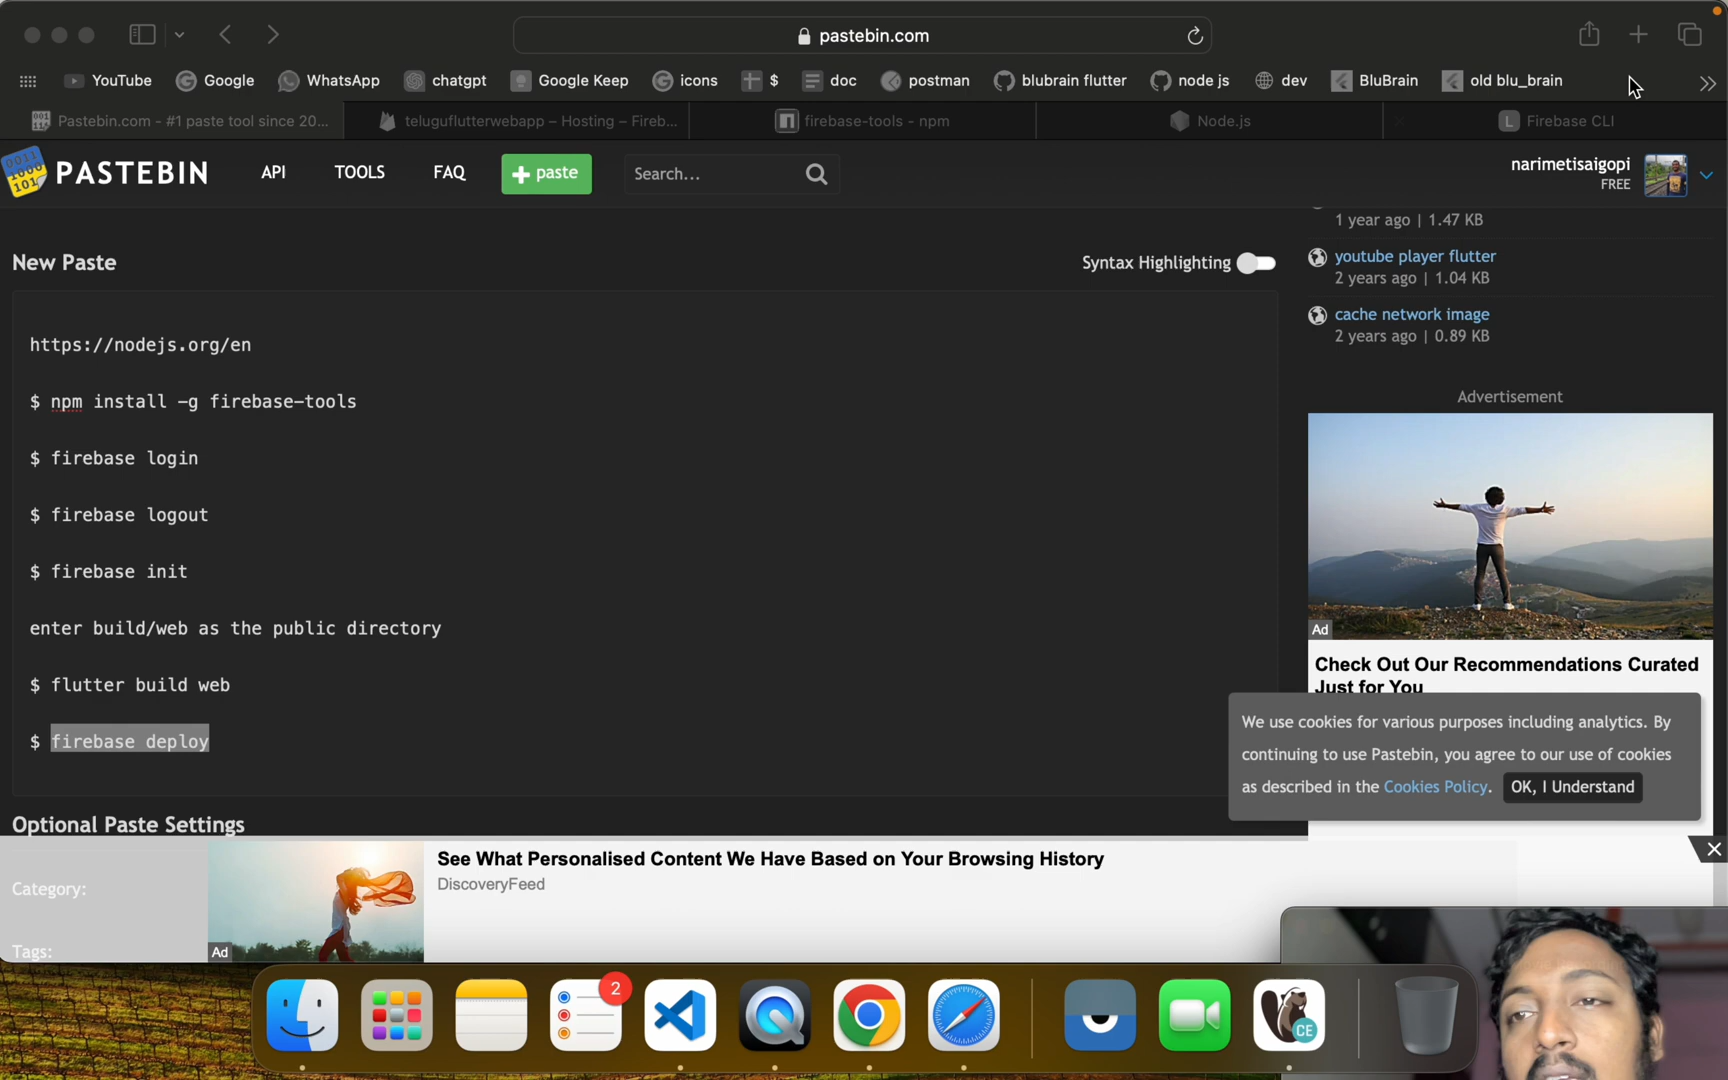 pastebin.com
YouTube
Google
WhatsApp
chatgpt
Google Keep
icons
$
doc
postman
blubrain flutter
node js
dev
BluBrain
old blu_brain
Pastebin.com - #1 paste tool since 20...
teluguflutterwebapp – Hosting – Fireb...
firebase-tools - npm
Node.js
L Firebase CLI
PASTEBIN
API
TOOLS
FAQ
paste
Search...
narimetisaigopi
FREE
1 year ago | 1.47 KB
youtube player flutter
2 years ago | 1.04 KB
cache network image
2 years ago | 0.89 KB
New Paste
Syntax Highlighting
https://nodejs.org/en
$ npm install -g firebase-tools
$ firebase login
$ firebase logout
$ firebase init
enter build/web as the public directory
$ flutter build web
$ firebase deploy
Advertisement
Ad
Check Out Our Recommendations Curated
Just for You
We use cookies for various purposes including analytics. By
continuing to use Pastebin, you agree to our use of cookies
as described in the Cookies Policy. OK, I Understand
Optional Paste Settings
Category:
Tags:
See What Personalised Content We Have Based on Your Browsing History
DiscoveryFeed
Ad
2
CE